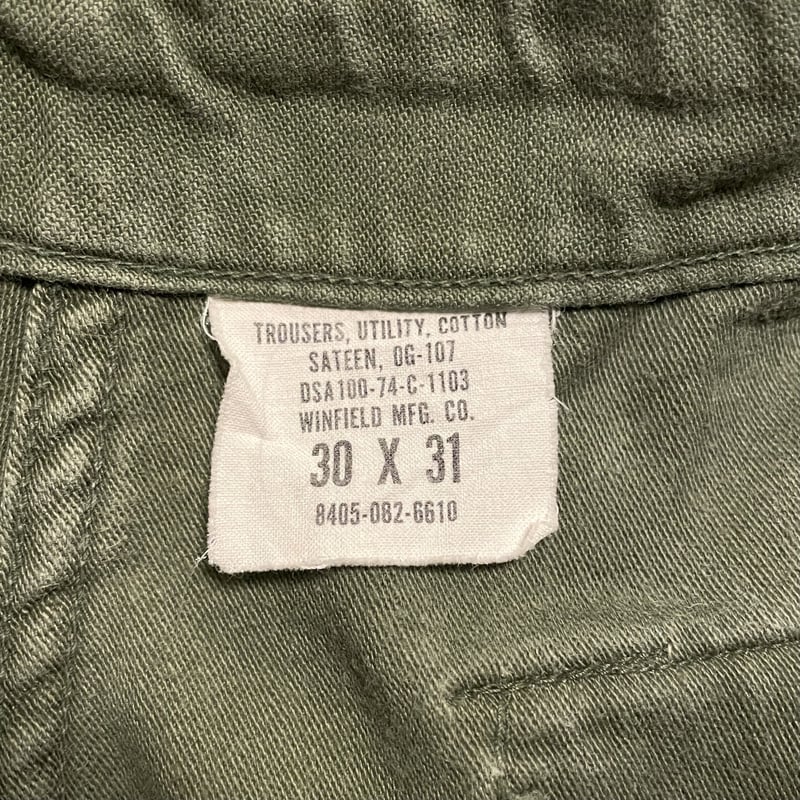 TROUSERS, UTILITY, COTTON
SATEEN, OG-107
DSA100-74-C-1103
WINFIELD MFG. CO.
30 X 31
8405-082-6610